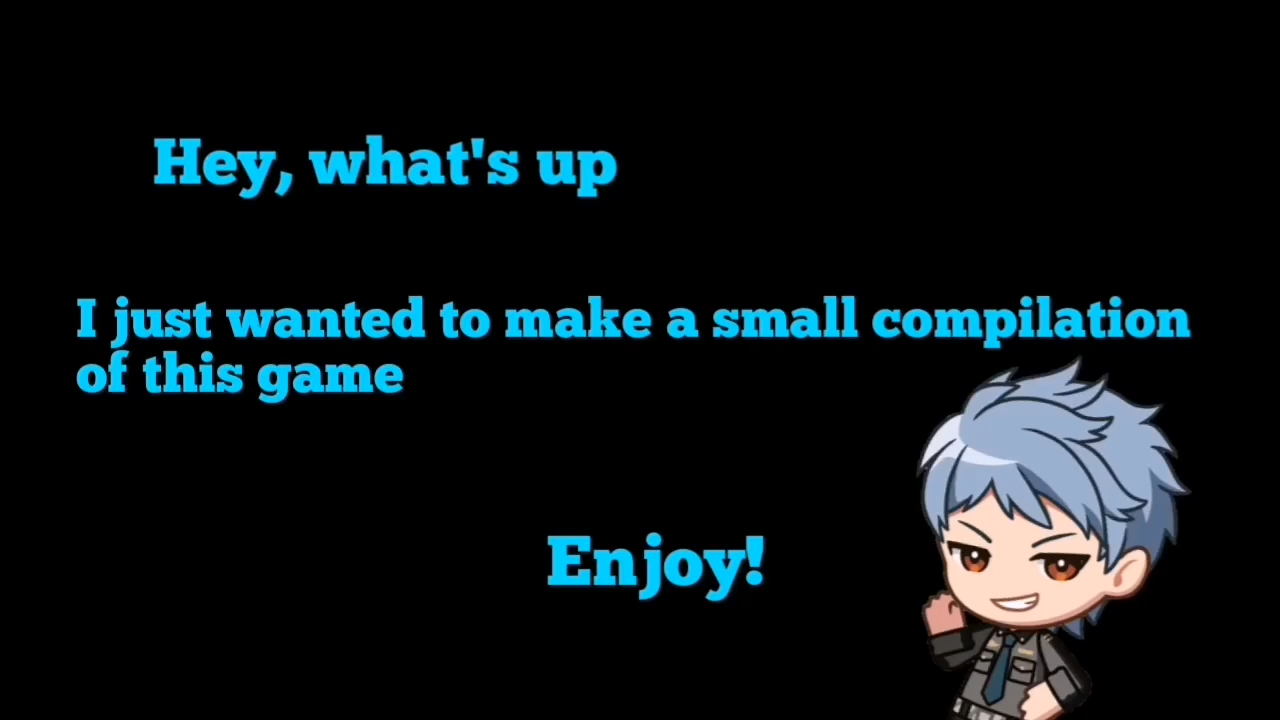 Hey, what's up
I just wanted to make a small compilation
of this game
Enjoy!